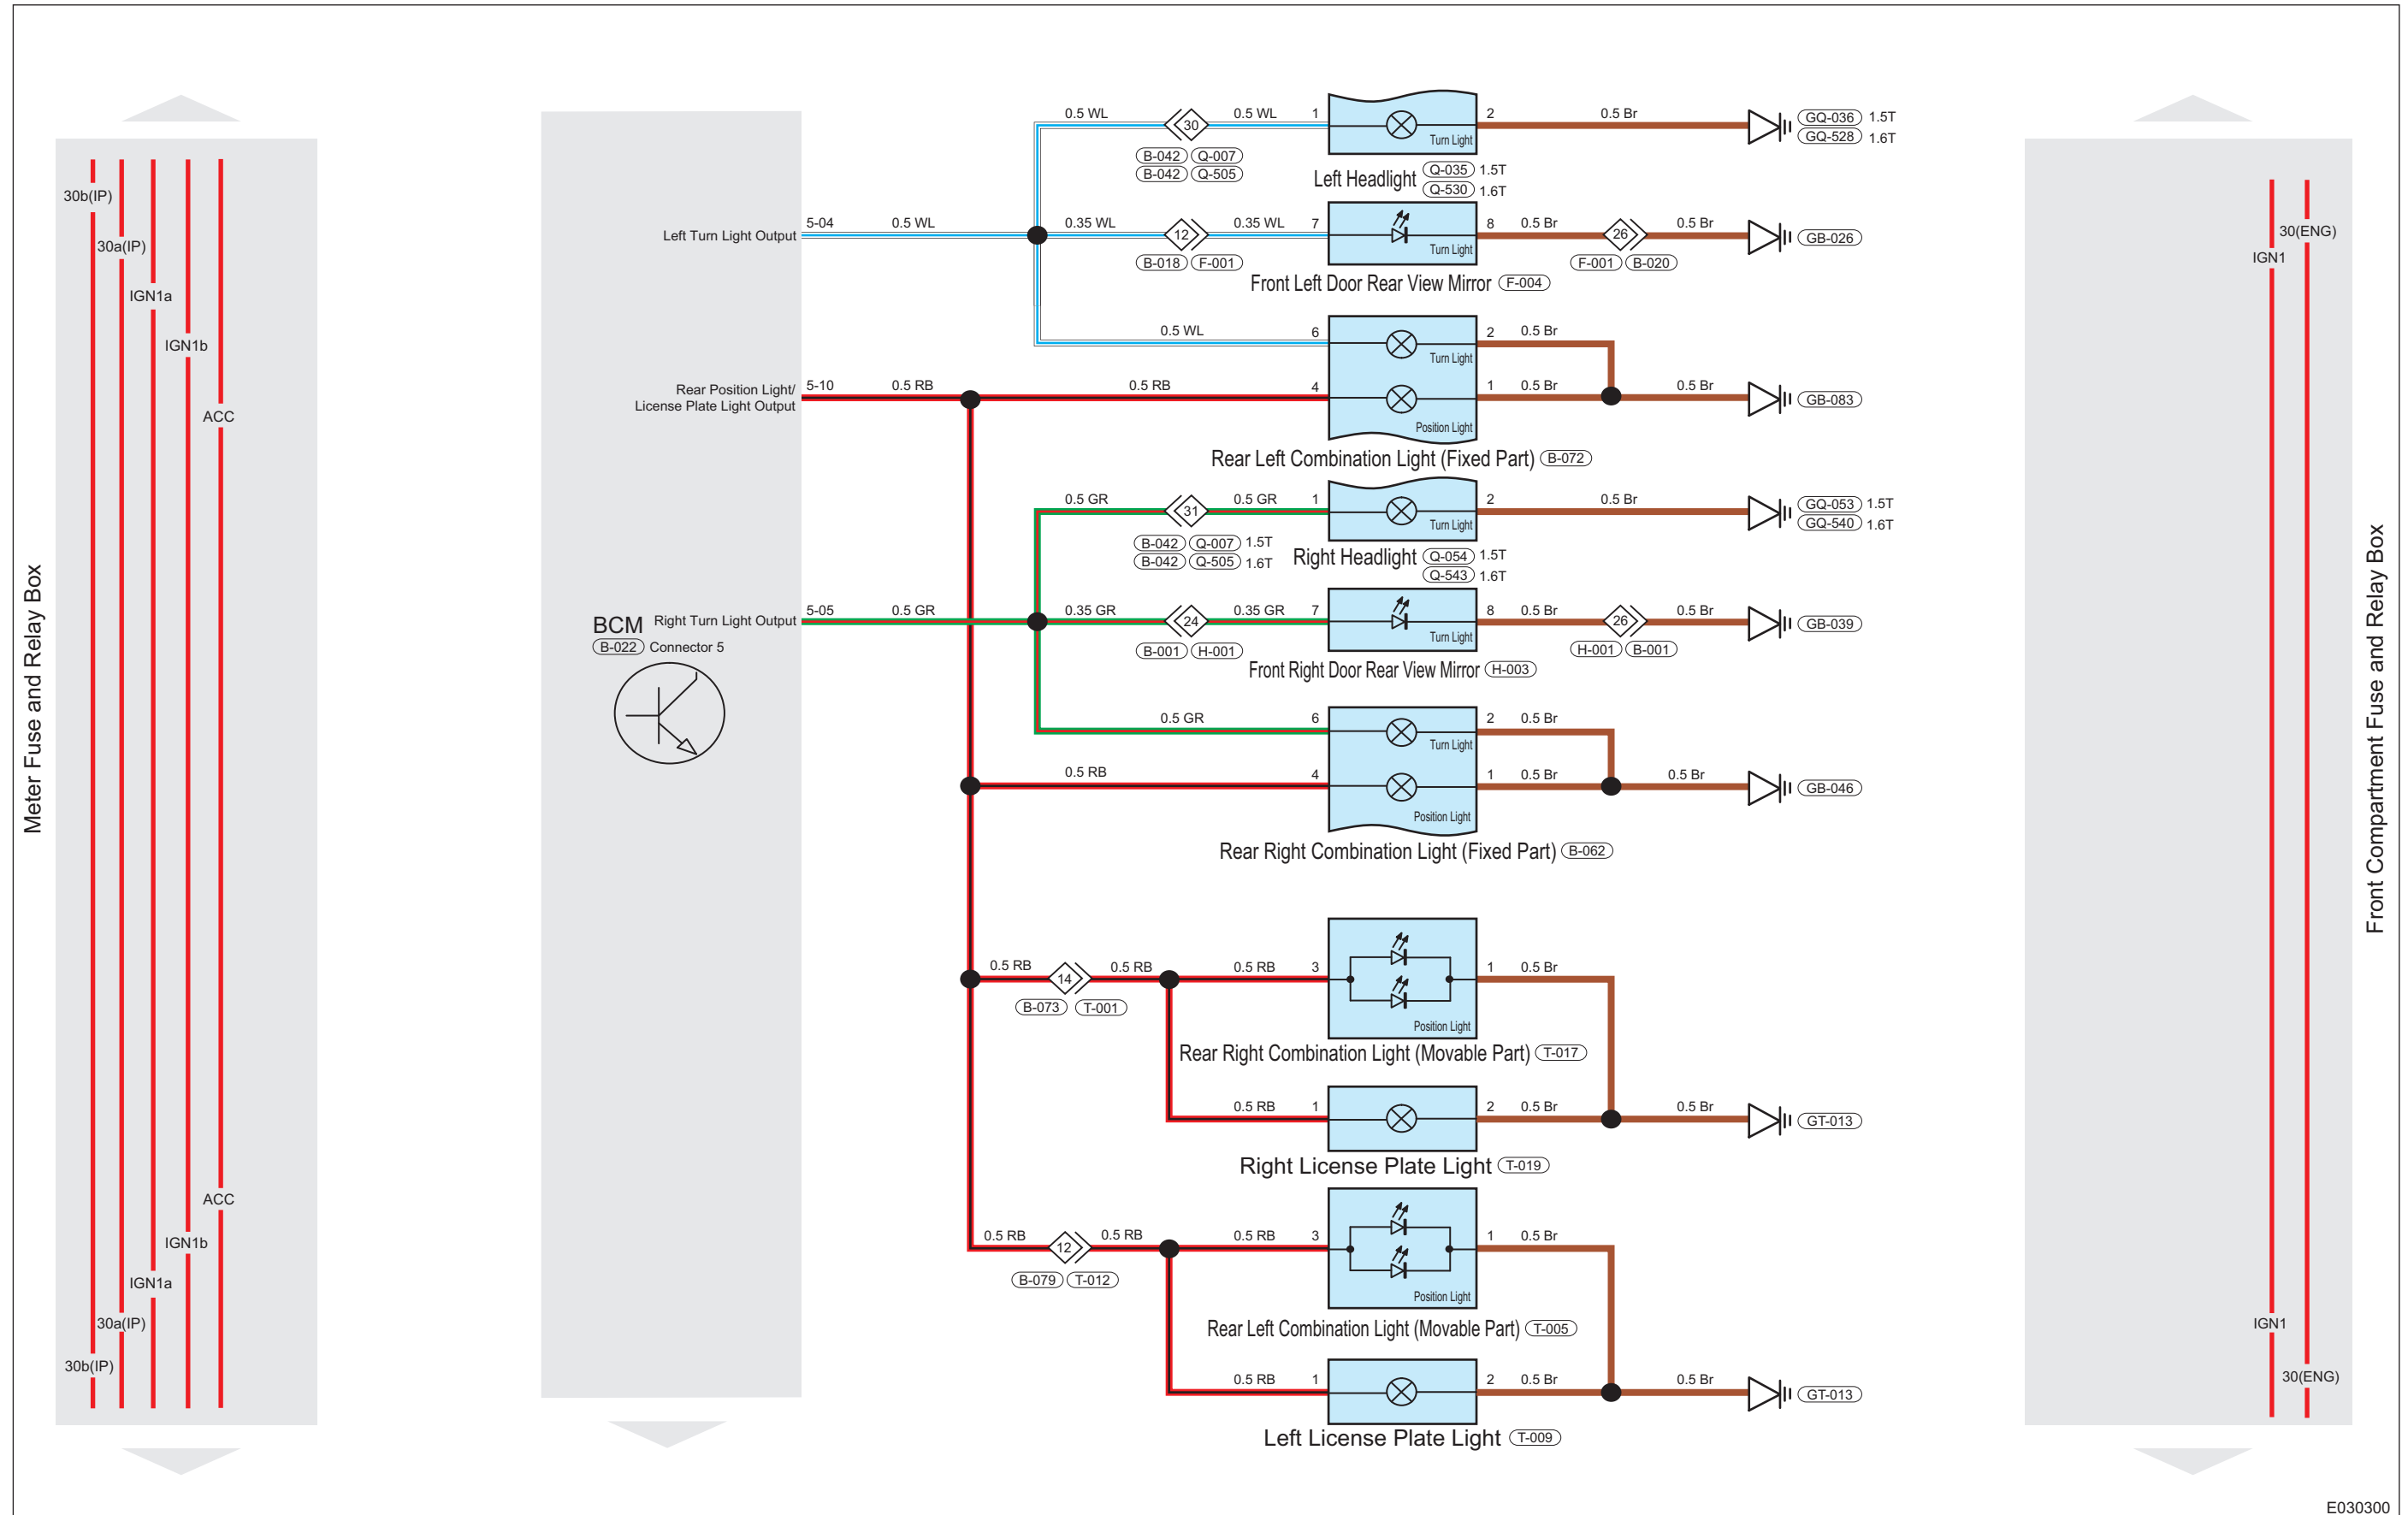 Meter Fuse and Relay Box
30b(IP)
30a(IP)
IGN1a
IGN1b
ACC
ACC
IGN1b
IGN1a
30a(IP)
30b(IP)
Left Turn Light Output
5-04 0.5 WL
0.5 WL 30 0.5 WL 1
B-042 Q-007
B-042 Q-505
Turn Light
2 0.5 Br
GQ-036 1.5T
GQ-528 1.6T
Left Headlight Q-035 1.5T
Q-530 1.6T
0.35 WL 12 0.35 WL 7
B-018 F-001
Turn Light
8 0.5 Br 26 0.5 Br
F-001 B-020
GB-026
Front Left Door Rear View Mirror F-004
0.5 WL 6
Turn Light
2 0.5 Br
Rear Position Light/
License Plate Light Output
5-10 0.5 RB 0.5 RB 4
Position Light
1 0.5 Br 0.5 Br
GB-083
Rear Left Combination Light (Fixed Part) B-072
0.5 GR 31 0.5 GR 1
B-042 Q-007 1.5T
B-042 Q-505 1.6T
Turn Light
2 0.5 Br
GQ-053 1.5T
GQ-540 1.6T
Right Headlight Q-054 1.5T
Q-543 1.6T
BCM
B-022 Connector 5
Right Turn Light Output
5-05 0.5 GR
0.35 GR 24 0.35 GR 7
B-001 H-001
Turn Light
8 0.5 Br 26 0.5 Br
H-001 B-001
GB-039
Front Right Door Rear View Mirror H-003
0.5 GR 6
Turn Light
2 0.5 Br
0.5 RB 4
Position Light
1 0.5 Br 0.5 Br
GB-046
Rear Right Combination Light (Fixed Part) B-062
0.5 RB 14 0.5 RB 0.5 RB 3
B-073 T-001
Position Light
1 0.5 Br
Rear Right Combination Light (Movable Part) T-017
0.5 RB 1
2 0.5 Br 0.5 Br
GT-013
Right License Plate Light T-019
0.5 RB 12 0.5 RB 0.5 RB 3
B-079 T-012
Position Light
1 0.5 Br
Rear Left Combination Light (Movable Part) T-005
0.5 RB 1
2 0.5 Br 0.5 Br
GT-013
Left License Plate Light T-009
30(ENG)
IGN1
IGN1
30(ENG)
Front Compartment Fuse and Relay Box
E030300